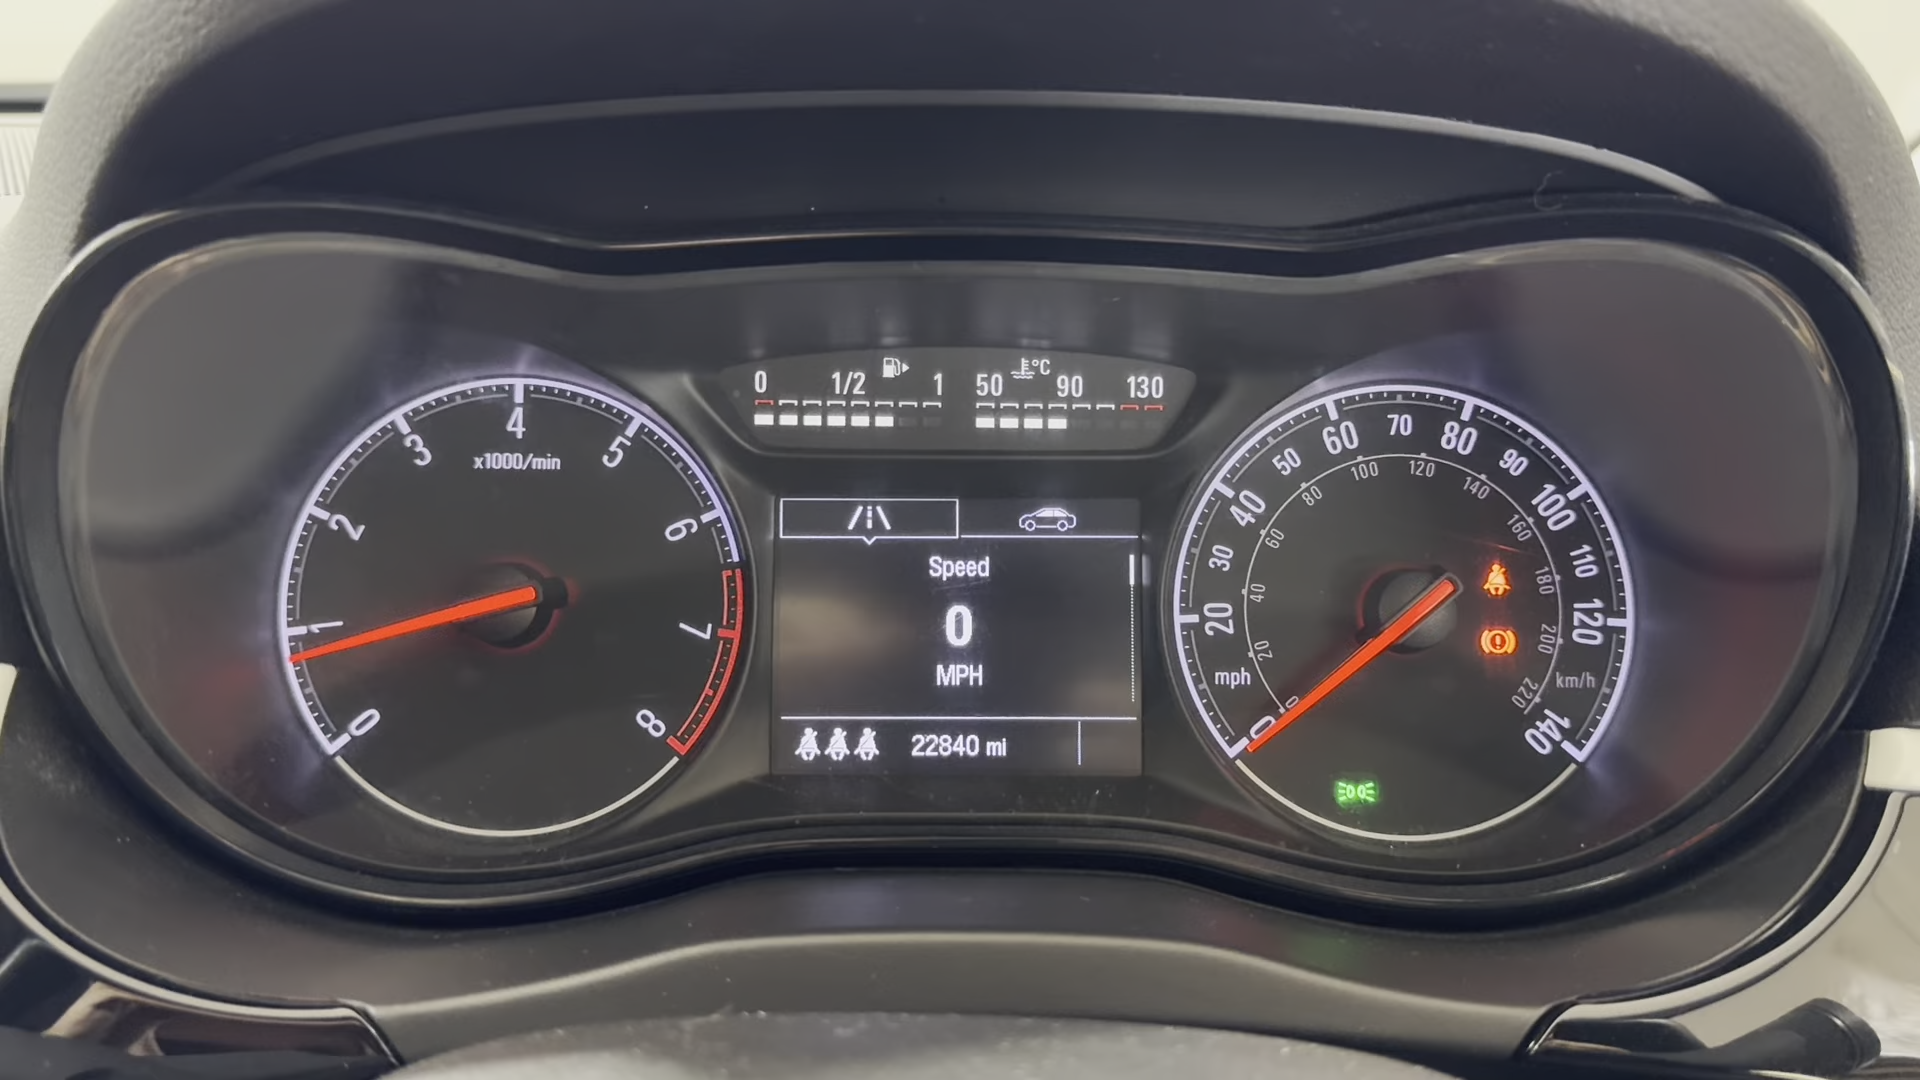 0 1/2 1
50 °C 90 130
0 1 2 3 4 5 6 7 8
x1000/min
Speed
0
MPH
22840 mi
0 20 30 40 50 60 70 80 90 100 110 120 140
mph
0 20 40 60 80 100 120 140 160 180 200 220
km/h